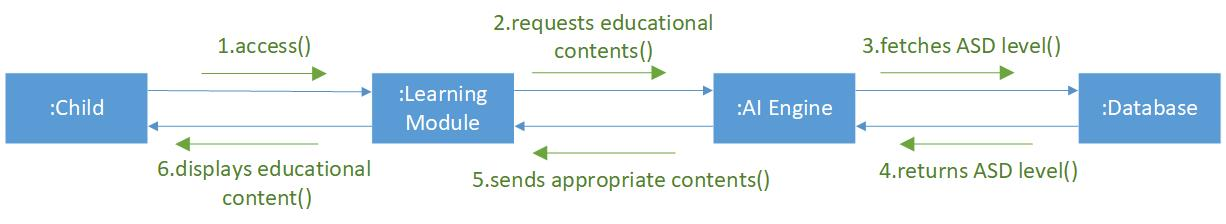 1.access()
2.requests educational
contents()
3.fetches ASD level()
:Child
:Learning
Module
:AI Engine
:Database
6.displays educational
content()
5.sends appropriate contents()
4.returns ASD level()